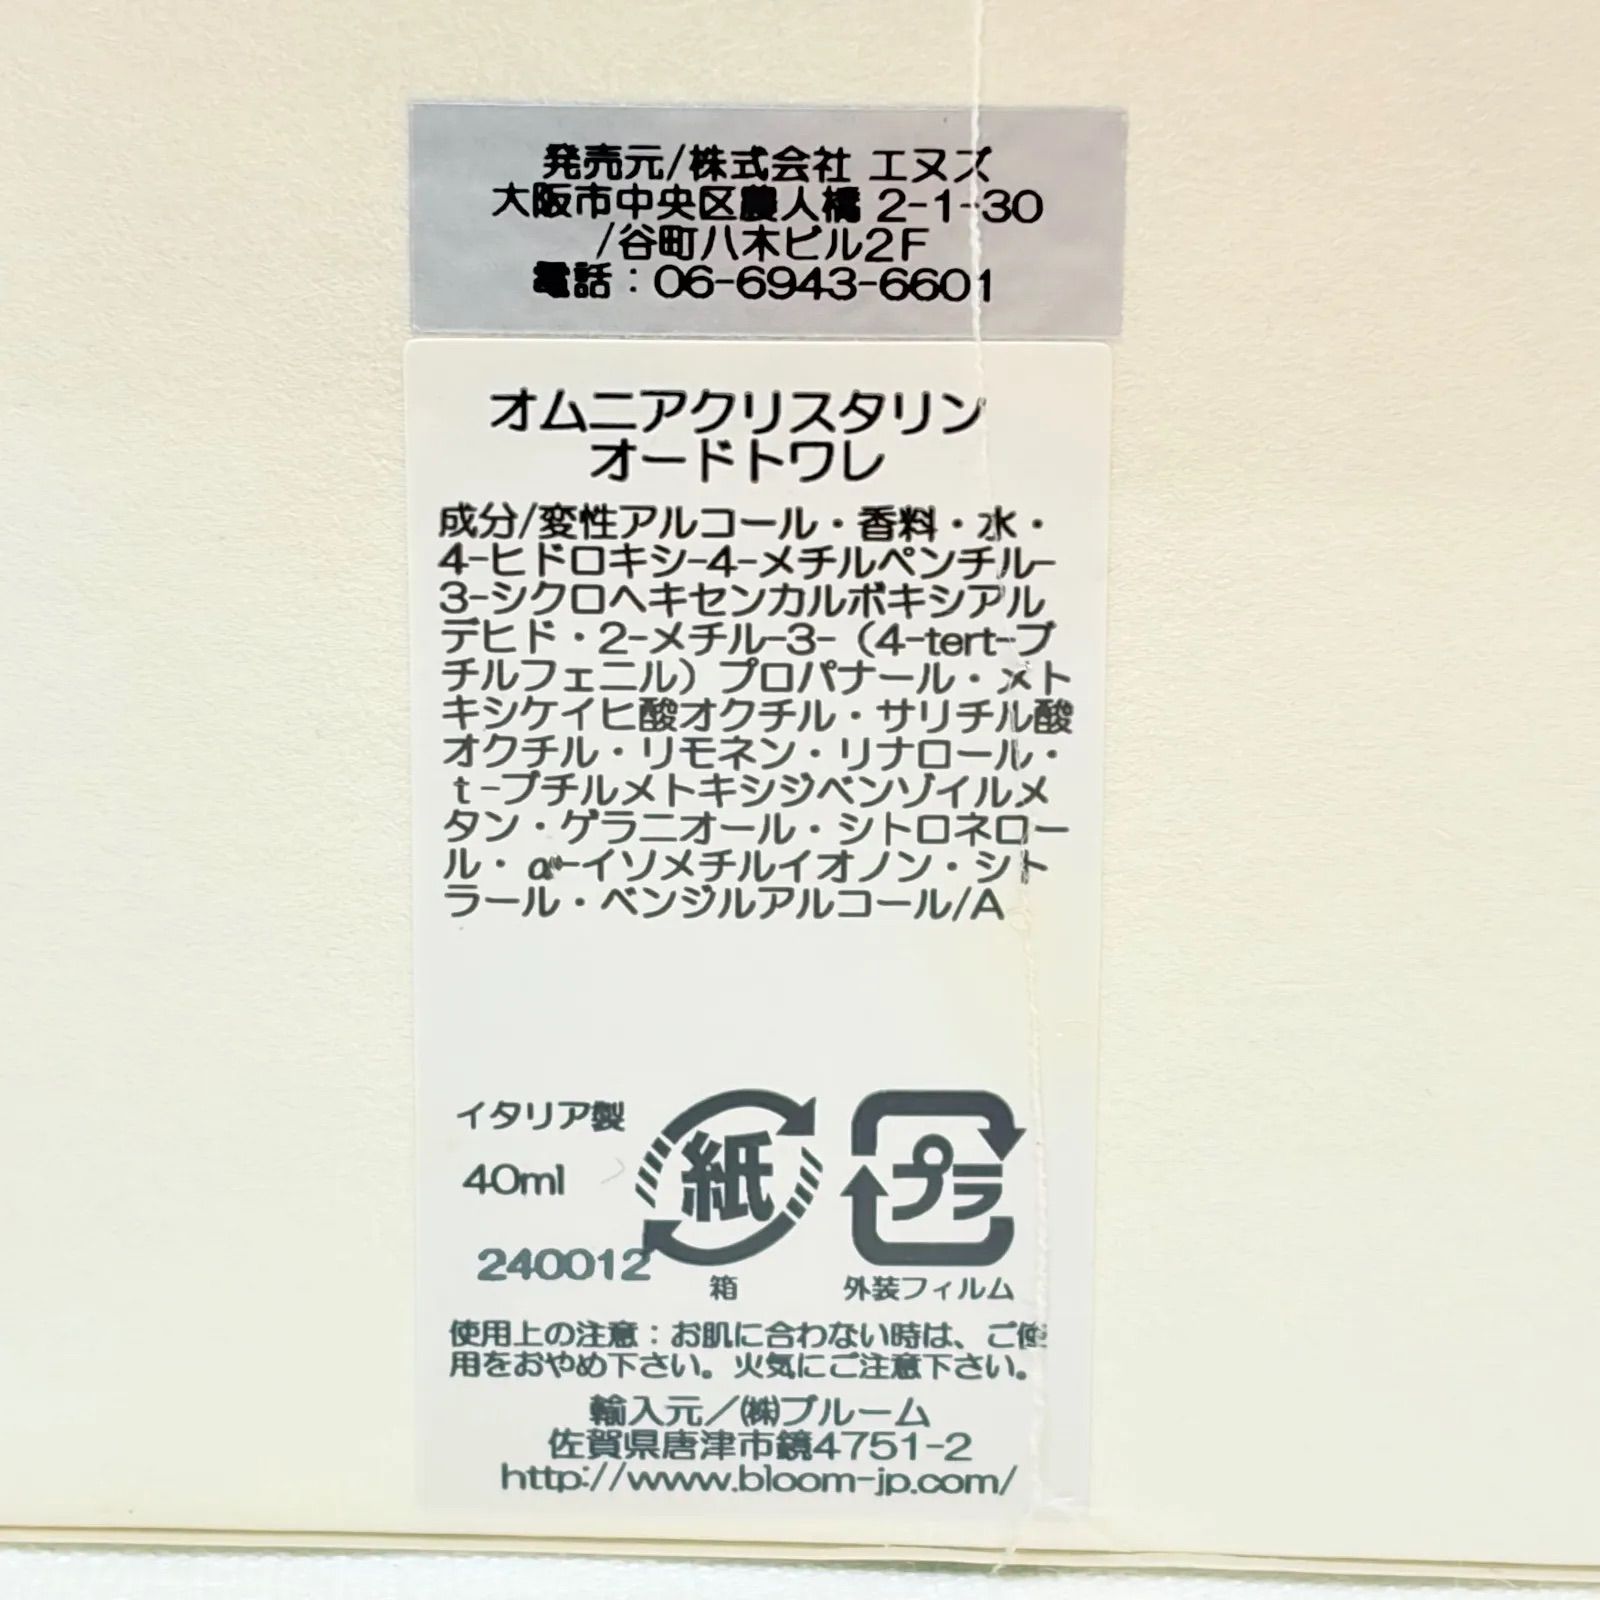 発売元/株式会社 エヌズ
大阪市中央区農人橋 2-1-30
/谷町八木ビル2F
電話：06-6943-6601
オムニアクリスタリン
オードトワレ
成分/変性アルコール・香料・水・
4-ヒドロキシ-4-メチルペンチル-
3-シクロヘキセンカルボキシアル
デヒド・2-メチル-3-（4-tert-ブ
チルフェニル）プロパナール・メト
キシケイヒ酸オクチル・サリチル酸
オクチル・リモネン・リナロール・
t-ブチルメトキシジベンゾイルメ
タン・ゲラニオール・シトロネロー
ル・α-イソメチルイオノン・シト
ラール・ベンジルアルコール/A
イタリア製
40ml
240012
紙
箱
プラ
外装フィルム
使用上の注意：お肌に合わない時は、ご使
用をおやめ下さい。火気にご注意下さい。
輸入元／㈱ブルーム
佐賀県唐津市鏡4751-2
http://www.bloom-jp.com/